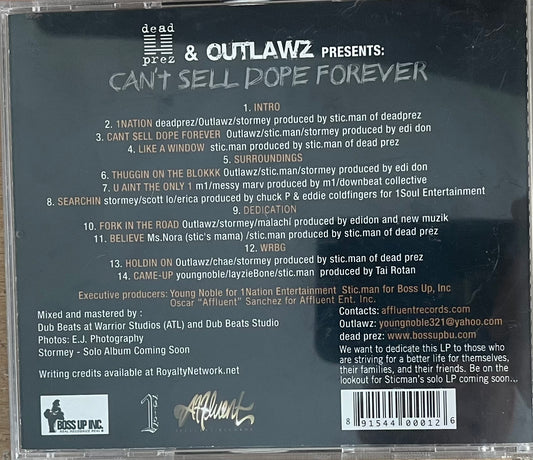 dead prez & OUTLAWZ PRESENTS:
CAN'T SELL DOPE FOREVER
1. INTRO
2. 1NATION deadprez/Outlawz/stormey produced by stic.man of deadprez
3. CANT SELL DOPE FOREVER Outlawz/stic.man/stormey produced by edi don
4. LIKE A WINDOW stic.man produced by stic.man of dead prez
5. SURROUNDINGS
6. THUGGIN ON THE BLOKKK Outlawz/stic.man/stormey produced by edi don
7. U AINT THE ONLY 1 m1/messy marv produced by m1/downbeat collective
8. SEARCHIN stormey/scott lo/erica produced by chuck P & eddie coldfingers for 1Soul Entertainment
9. DEDICATION
10. FORK IN THE ROAD Outlawz/stormey/malachi produced by edidon and new muzik
11. BELIEVE Ms.Nora (stic's mama) /stic.man produced by stic.man of dead prez
12. WRBG
13. HOLDIN ON Outlawz/chae/stormey produced by stic.man of dead prez
14. CAME-UP youngnoble/layzieBone/stic.man produced by Tai Rotan
Executive producers: Young Noble for 1Nation Entertainment Stic.man for Boss Up, Inc
Oscar "Affluent" Sanchez for Affluent Ent. Inc.
Mixed and mastered by :
Dub Beats at Warrior Studios (ATL) and Dub Beats Studio
Photos: E.J. Photography
Stormey - Solo Album Coming Soon
Writing credits available at RoyaltyNetwork.net
Contacts: affluentrecords.com
Outlawz: youngnoble321@yahoo.com
dead prez: www.bossupbu.com
We want to dedicate this LP to those who
are striving for a better life for themselves,
their families, and their friends. Be on the
lookout for Sticman's solo LP coming soon...
BOSS UP INC.
Affluent
8 91544 00012 6